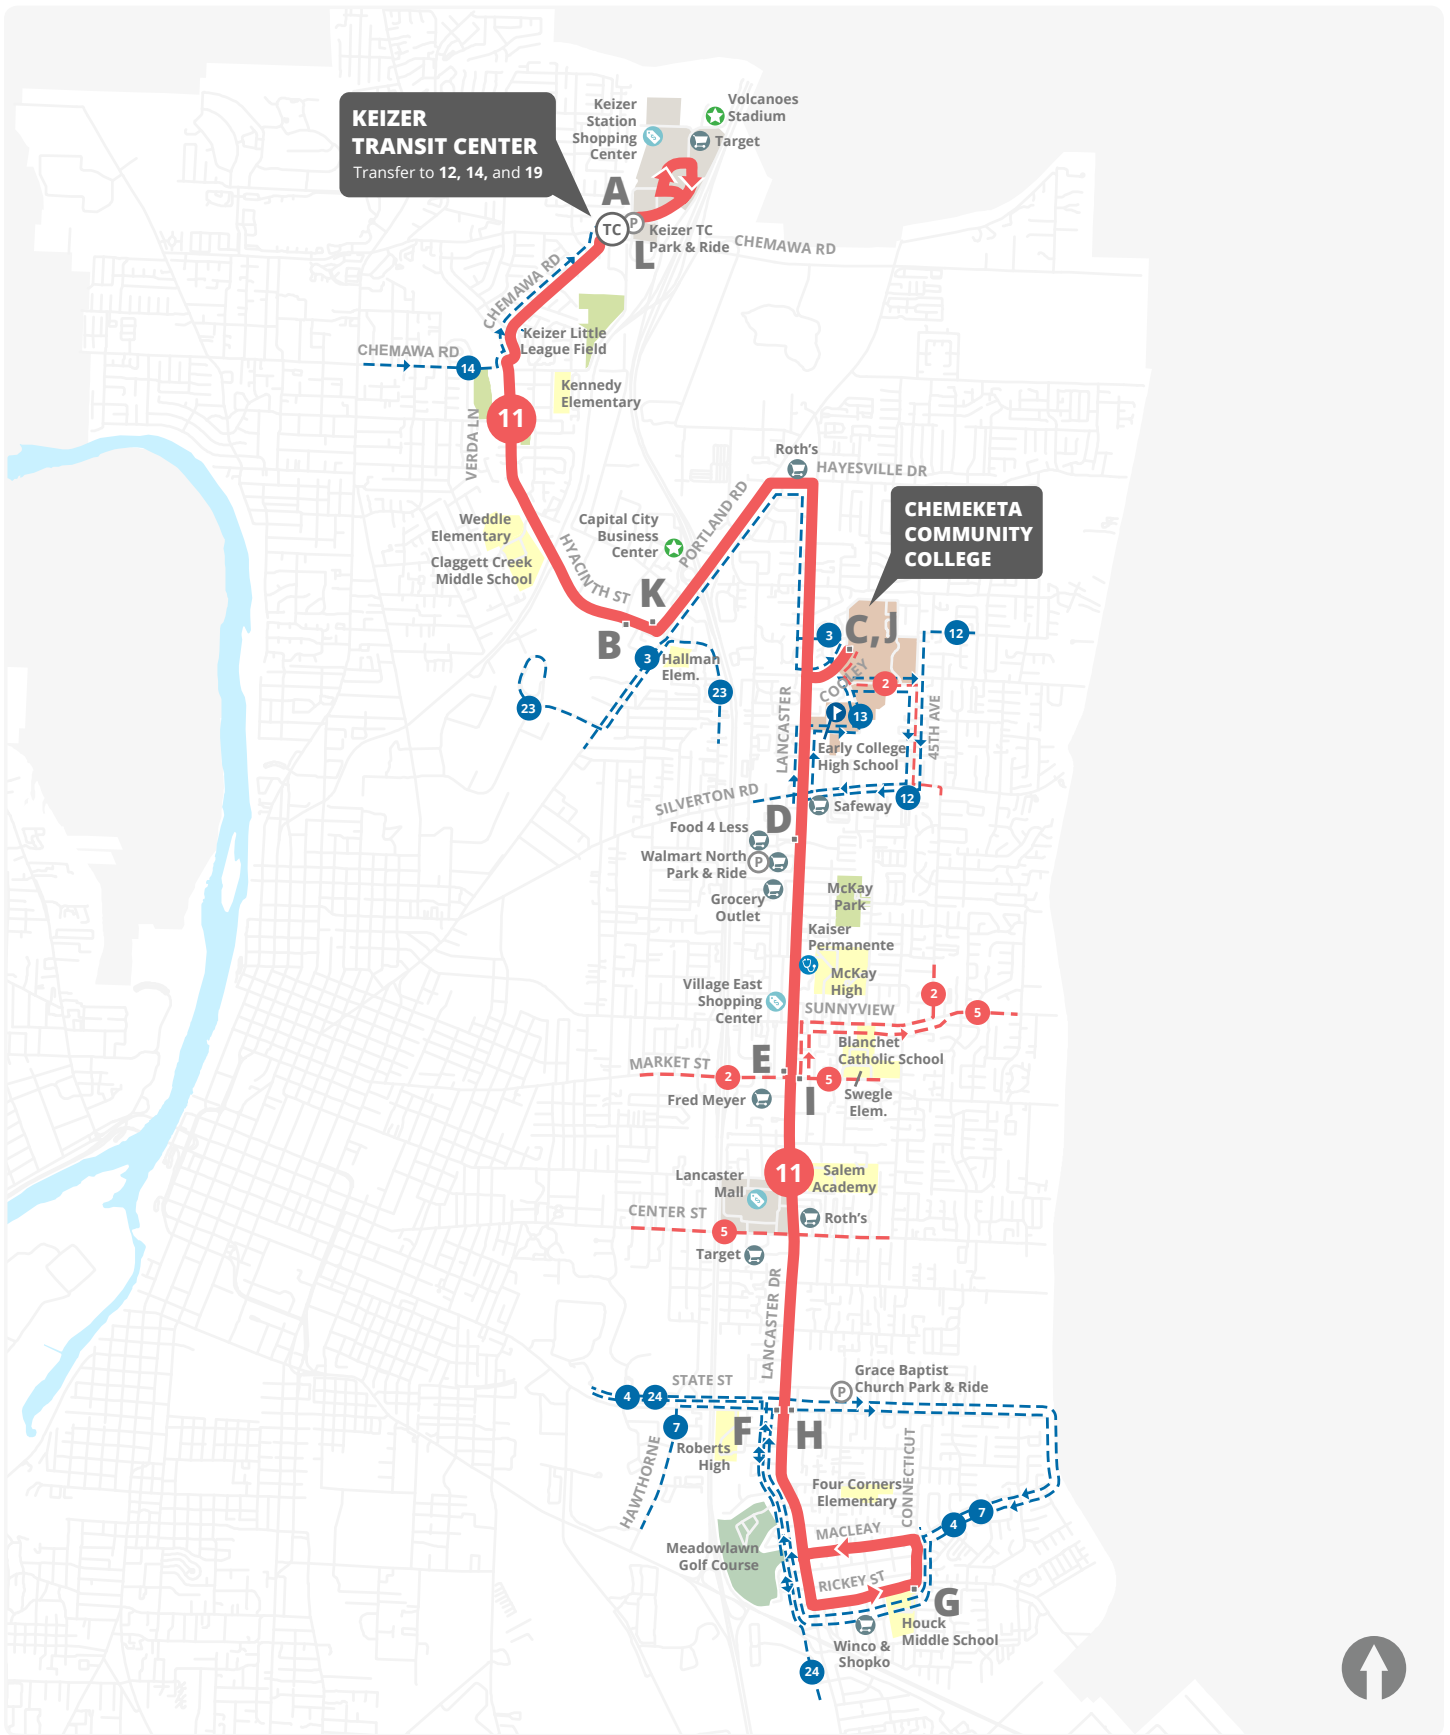 Keizer
Station
Shopping
Center
Volcanoes
Stadium
Target
KEIZER
TRANSIT CENTER
Transfer to 12, 14, and 19
A
TC
P
Keizer TC
Park & Ride
L
CHEMAWA RD
CHEMAWA RD
Keizer Little
League Field
CHEMAWA RD
14
Kennedy
Elementary
11
VERDA LN
Roth's
HAYESVILLE DR
PORTLAND RD
CHEMEKETA
COMMUNITY
COLLEGE
Weddle
Elementary
Capital City
Business
Center
Claggett Creek
Middle School
HYACINTH ST
K
B
3
Hallman
Elem.
23
23
3
C, J
12
COOLEY
2
13
LANCASTER
45TH AVE
Early College
High School
SILVERTON RD
12
Safeway
D
Food 4 Less
Walmart North
Park & Ride
P
Grocery
Outlet
McKay
Park
Kaiser
Permanente
McKay
High
Village East
Shopping
Center
2
SUNNYVIEW
5
Blanchet
Catholic School
MARKET ST
E
2
5
Fred Meyer
I
Swegle
Elem.
11
Salem
Academy
Lancaster
Mall
CENTER ST
Roth's
5
Target
LANCASTER DR
STATE ST
Grace Baptist
Church Park & Ride
P
4
24
7
F
H
Roberts
High
HAWTHORNE
CONNECTICUT
Four Corners
Elementary
7
4
MACLEAY
Meadowlawn
Golf Course
RICKEY ST
G
Houck
Middle School
Winco &
Shopko
24